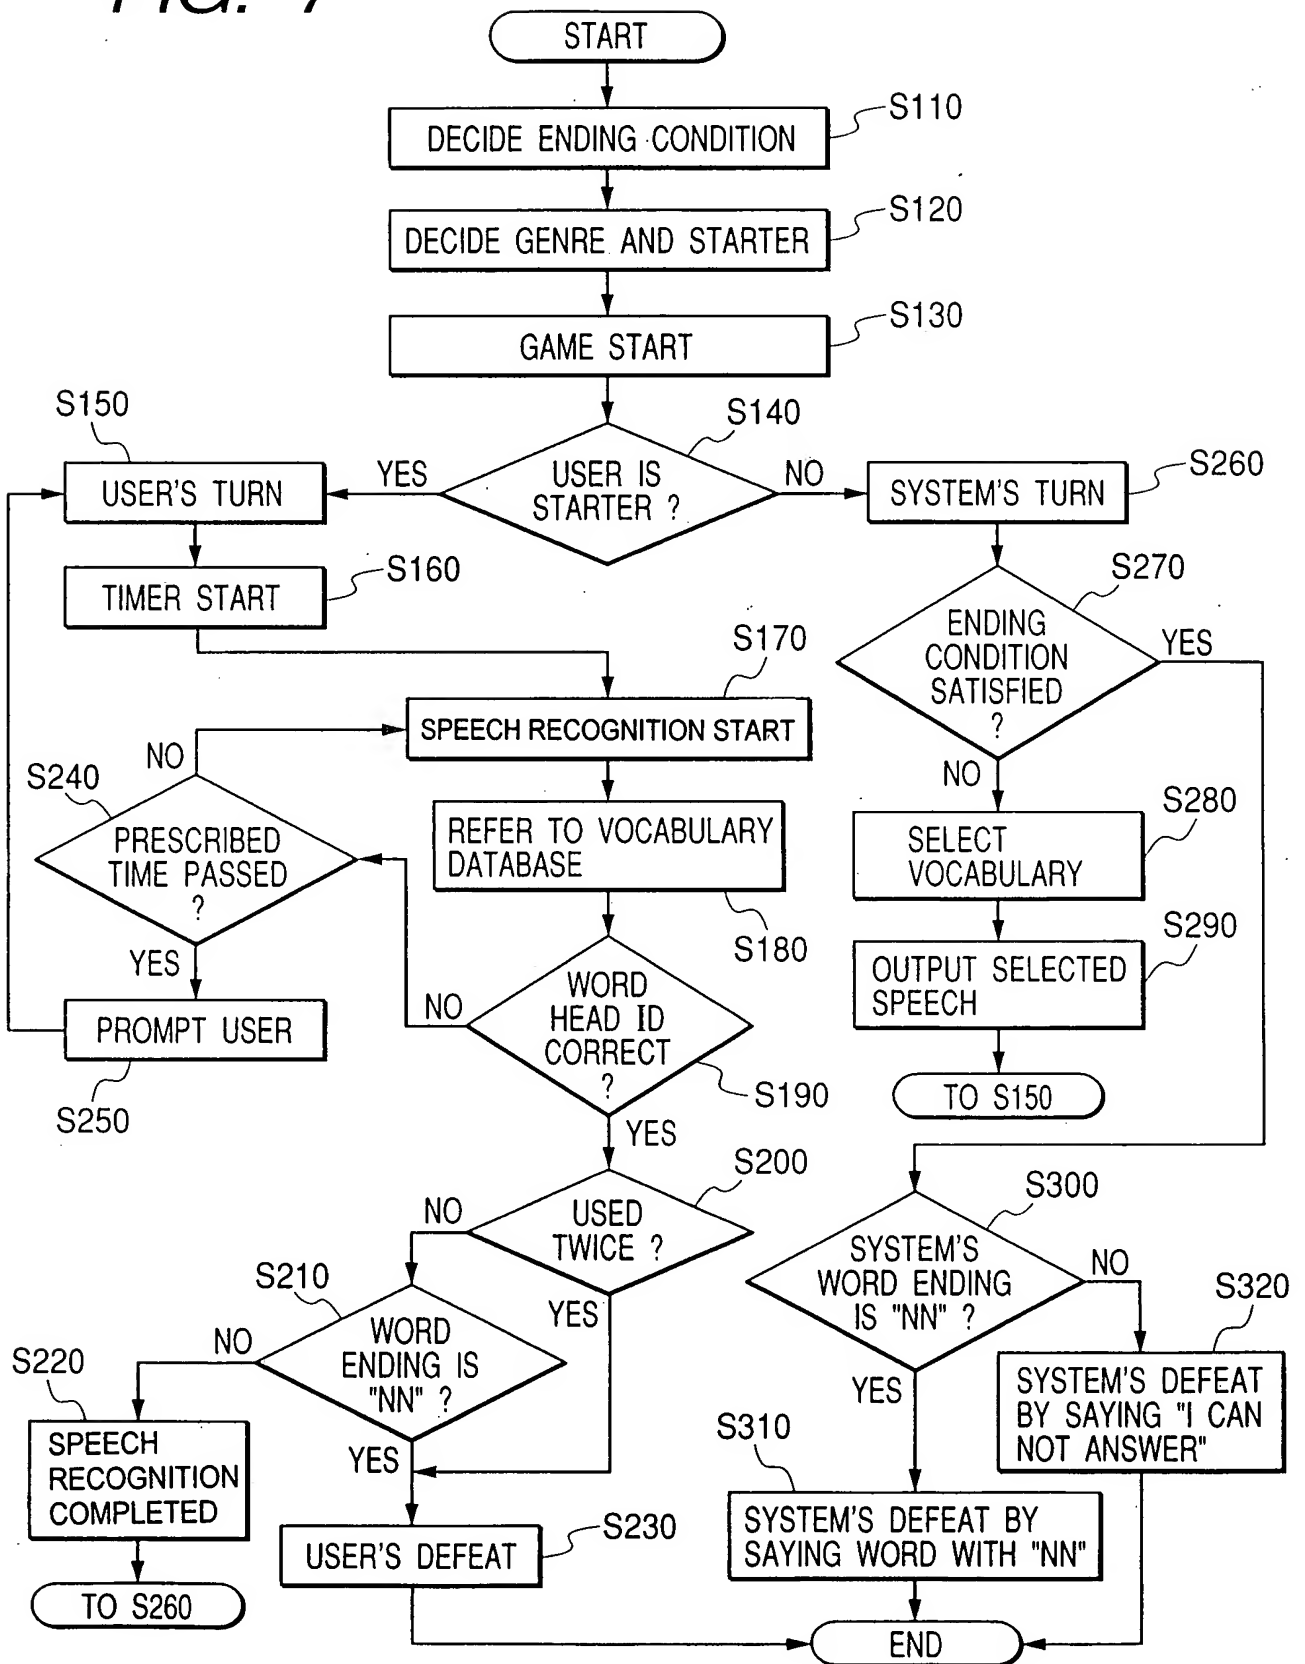 FIG.
START
S110
DECIDE ENDING CONDITION
S120
DECIDE GENRE AND STARTER
S130
GAME START
S140
USER IS
STARTER ?
YES
NO
S150
USER'S TURN
S160
TIMER START
S170
SPEECH RECOGNITION START
REFER TO VOCABULARY
DATABASE
S180
WORD
HEAD ID
CORRECT
?
S190
NO
YES
S240
NO
PRESCRIBED
TIME PASSED
?
YES
PROMPT USER
S250
S200
USED
TWICE ?
NO
YES
S210
WORD
ENDING IS
"NN" ?
NO
YES
S220
SPEECH
RECOGNITION
COMPLETED
TO S260
S230
USER'S DEFEAT
S260
SYSTEM'S TURN
S270
ENDING
CONDITION
SATISFIED
?
YES
NO
S280
SELECT
VOCABULARY
S290
OUTPUT SELECTED
SPEECH
TO S150
S300
SYSTEM'S
WORD ENDING
IS "NN" ?
NO
YES
S320
SYSTEM'S DEFEAT
BY SAYING "I CAN
NOT ANSWER"
S310
SYSTEM'S DEFEAT BY
SAYING WORD WITH "NN"
END